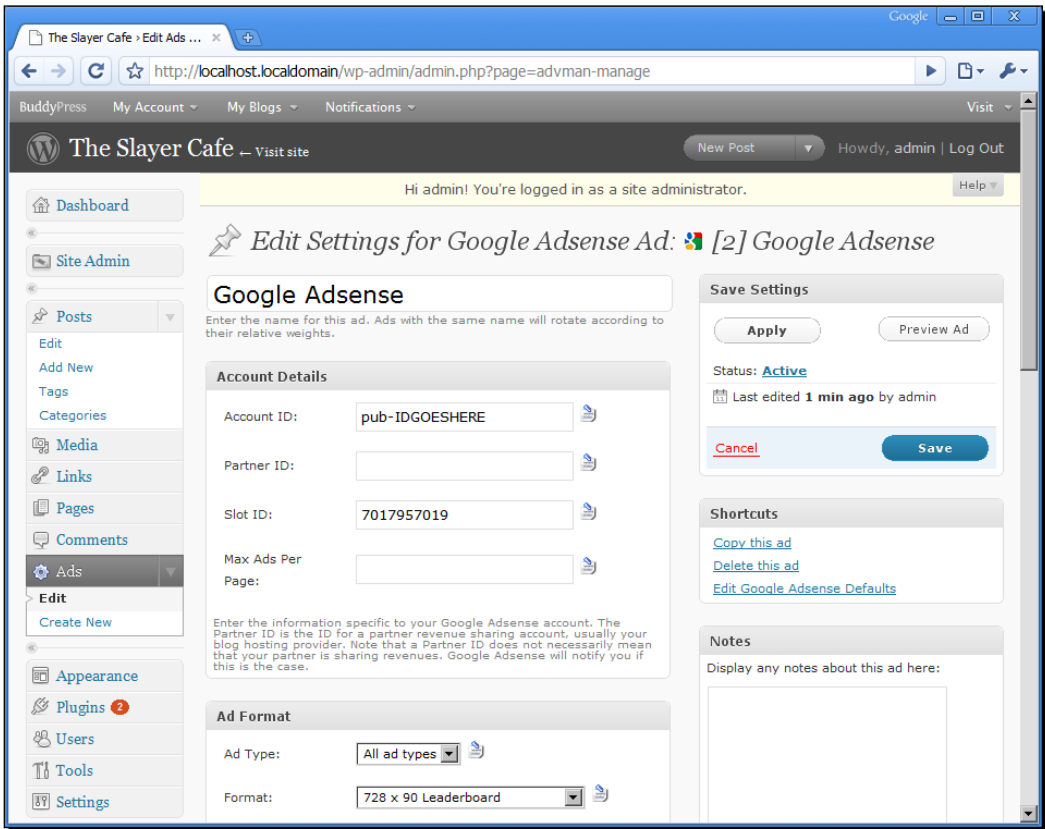 Google
The Slayer Cafe › Edit Ads ...
http://localhost.localdomain/wp-admin/admin.php?page=advman-manage
BuddyPress My Account My Blogs Notifications Visit
The Slayer Cafe ← Visit site New Post Howdy, admin | Log Out
Hi admin! You're logged in as a site administrator. Help
Dashboard
Site Admin
Posts
Edit
Add New
Tags
Categories
Media
Links
Pages
Comments
Ads
Edit
Create New
Appearance
Plugins 2
Users
Tools
Settings
Edit Settings for Google Adsense Ad: [2] Google Adsense
Google Adsense
Enter the name for this ad. Ads with the same name will rotate according to
their relative weights.
Account Details
Account ID: pub-IDGOESHERE
Partner ID:
Slot ID: 7017957019
Max Ads Per
Page:
Enter the information specific to your Google Adsense account. The
Partner ID is the ID for a partner revenue sharing account, usually your
blog hosting provider. Note that a Partner ID does not necessarily mean
that your partner is sharing revenues. Google Adsense will notify you if
this is the case.
Ad Format
Ad Type: All ad types
Format: 728 x 90 Leaderboard
Save Settings
Apply Preview Ad
Status: Active
11 Last edited 1 min ago by admin
Cancel Save
Shortcuts
Copy this ad
Delete this ad
Edit Google Adsense Defaults
Notes
Display any notes about this ad here: